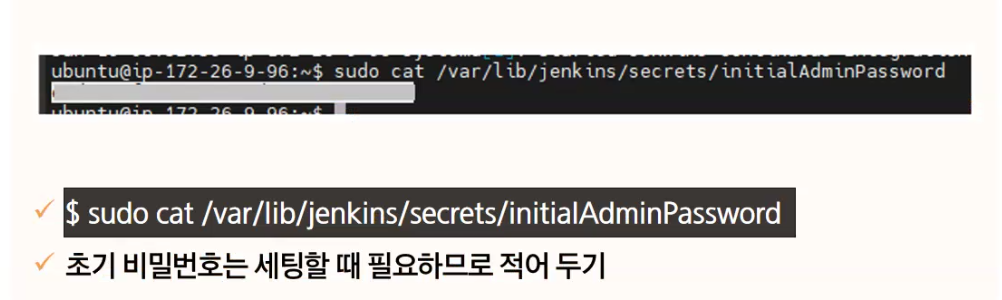 ubuntu@ip-172-26-9-96:~$ sudo cat /var/lib/jenkins/secrets/initialAdminPassword
ubuntu@ip-172-26-9-96:~$
✓ $ sudo cat /var/lib/jenkins/secrets/initialAdminPassword
✓ 초기 비밀번호는 세팅할 때 필요하므로 적어 두기